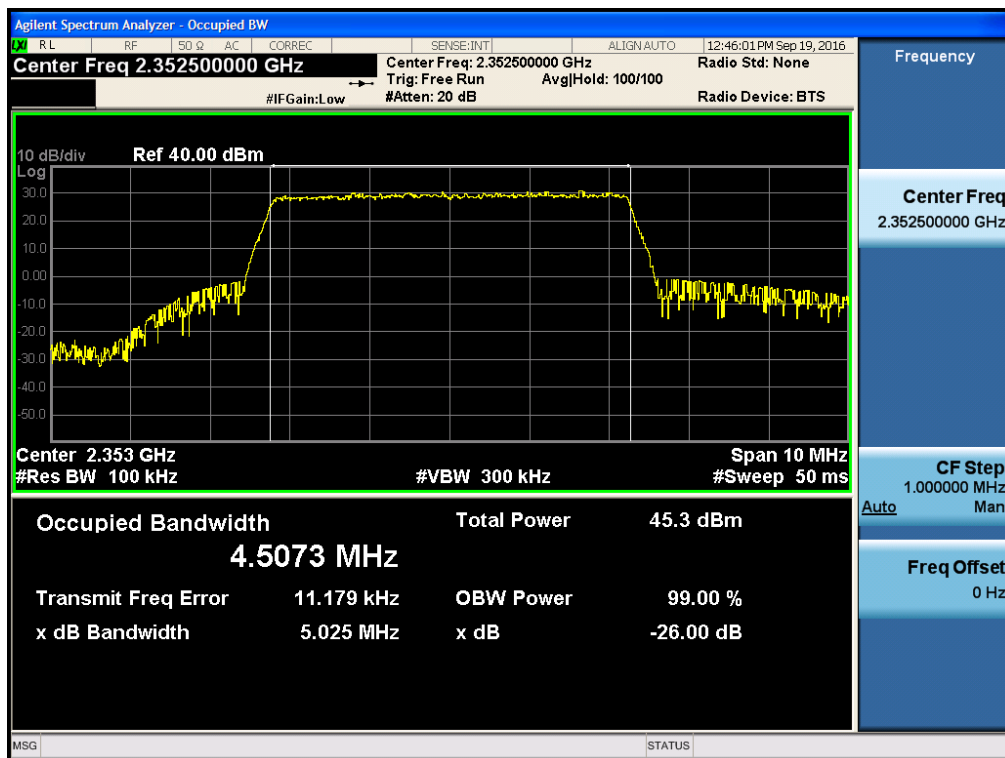 Agilent Spectrum Analyzer - Occupied BW
LXI RL RF 50 Ω AC CORREC SENSE:INT ALIGN AUTO 12:46:01 PM Sep 19, 2016
Center Freq 2.352500000 GHz
Center Freq: 2.352500000 GHz Radio Std: None
Trig: Free Run Avg|Hold: 100/100
#IFGain:Low #Atten: 20 dB Radio Device: BTS
10 dB/div Ref 40.00 dBm
Log
30.0
20.0
10.0
0.00
-10.0
-20.0
-30.0
-40.0
-50.0
Center 2.353 GHz Span 10 MHz
#Res BW 100 kHz #VBW 300 kHz #Sweep 50 ms
Occupied Bandwidth Total Power 45.3 dBm
4.5073 MHz
Transmit Freq Error 11.179 kHz OBW Power 99.00 %
x dB Bandwidth 5.025 MHz x dB -26.00 dB
Frequency
Center Freq
2.352500000 GHz
CF Step
1.000000 MHz
Auto Man
Freq Offset
0 Hz
MSG STATUS